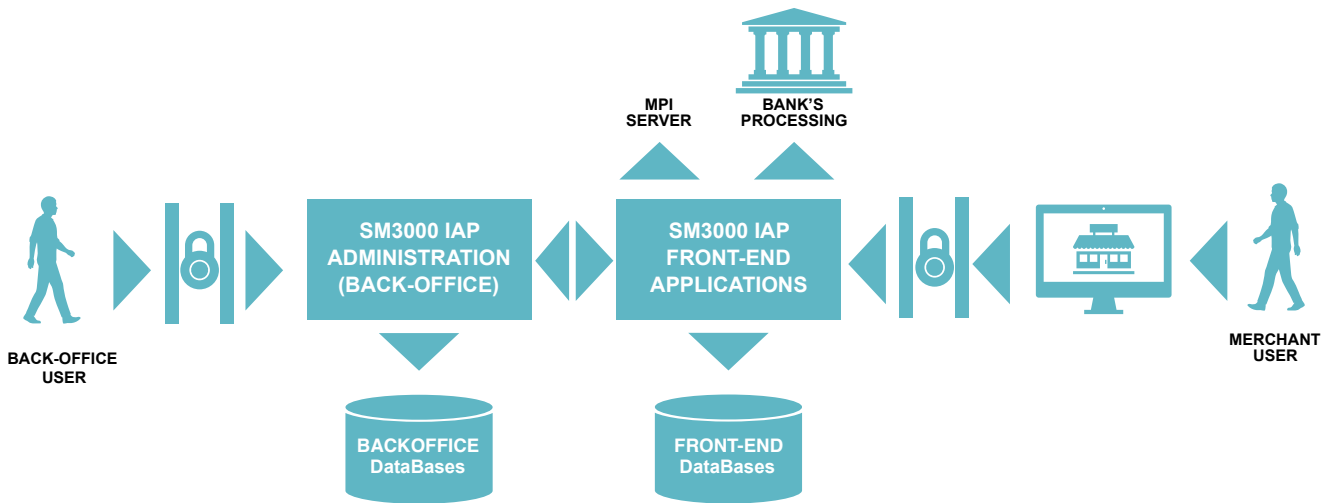 MPI
SERVER
BANK'S
PROCESSING
SM3000 IAP
ADMINISTRATION
(BACK-OFFICE)
SM3000 IAP
FRONT-END
APPLICATIONS
BACK-OFFICE
USER
MERCHANT
USER
BACKOFFICE
DataBases
FRONT-END
DataBases